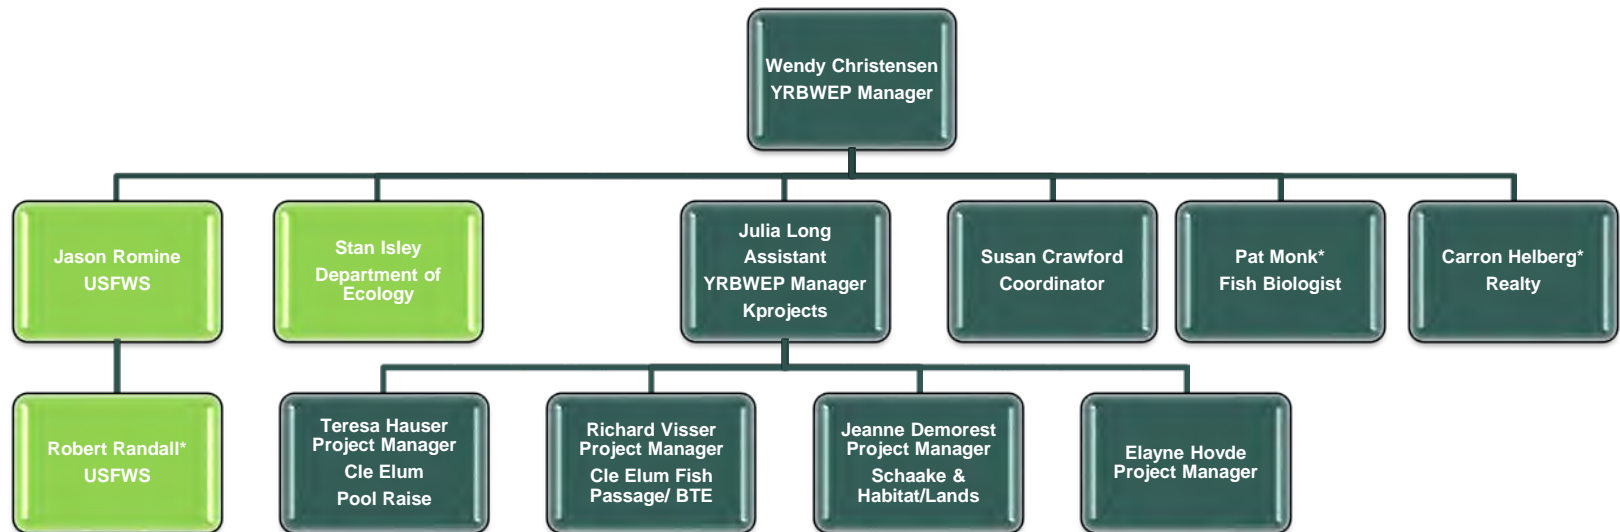 Wendy Christensen
YRBWEP Manager
Jason Romine
USFWS
Stan Isley
Department of
Ecology
Julia Long
Assistant
YRBWEP Manager
Kprojects
Susan Crawford
Coordinator
Pat Monk*
Fish Biologist
Carron Helberg*
Realty
Robert Randall*
USFWS
Teresa Hauser
Project Manager
Cle Elum
Pool Raise
Richard Visser
Project Manager
Cle Elum Fish
Passage/ BTE
Jeanne Demorest
Project Manager
Schaake &
Habitat/Lands
Elayne Hovde
Project Manager